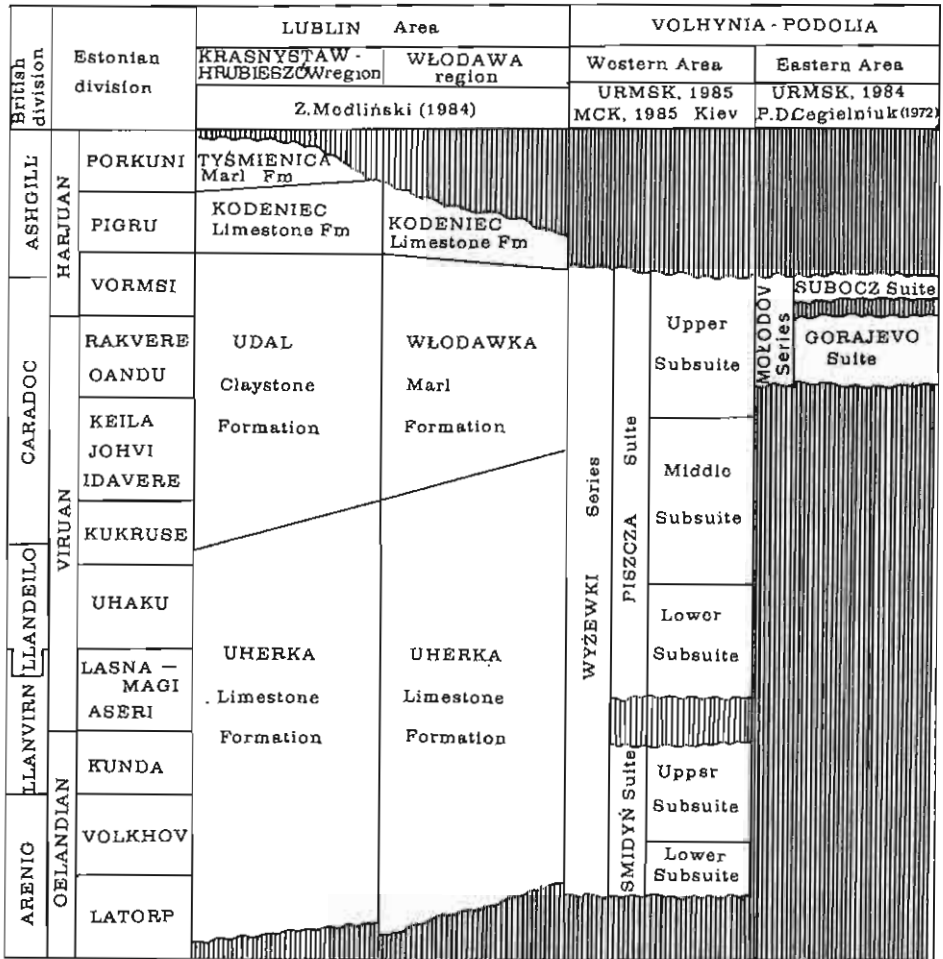 British division
Estonian division
LUBLIN Area
VOLHYNIA - PODOLIA
KRASNYSTAW -
HRUBIESZÓW region
WŁODAWA
region
Western Area
Eastern Area
Z. Modliński (1984)
URMSK, 1985
MCK, 1985 Kiev
URMSK, 1984
P.D.Cegielniuk (1972)
ASHGILL
CARADOC
LLANDEILO
LLANVIRN
ARENIG
HARJUAN
VIRUAN
OELANDIAN
PORKUNI
PIGRU
VORMSI
RAKVERE
OANDU
KEILA
JOHVI
IDAVERE
KUKRUSE
UHAKU
LASNA -
MAGI
ASERI
KUNDA
VOLKHOV
LATORP
TYŚMIENICA
Marl Fm
KODENIEC
Limestone Fm
UDAL
Claystone
Formation
UHERKA
Limestone
Formation
KODENIEC
Limestone Fm
WŁODAWKA
Marl
Formation
UHERKA
Limestone
Formation
WYŻEWKI Series
PISZCZA Suite
SMIDYŃ Suite
Upper
Subsuite
Middle
Subsuite
Lower
Subsuite
Upper
Subsuite
Lower
Subsuite
MOŁODÓV
Series
SUBOCZ Suite
GORAJEVO
Suite